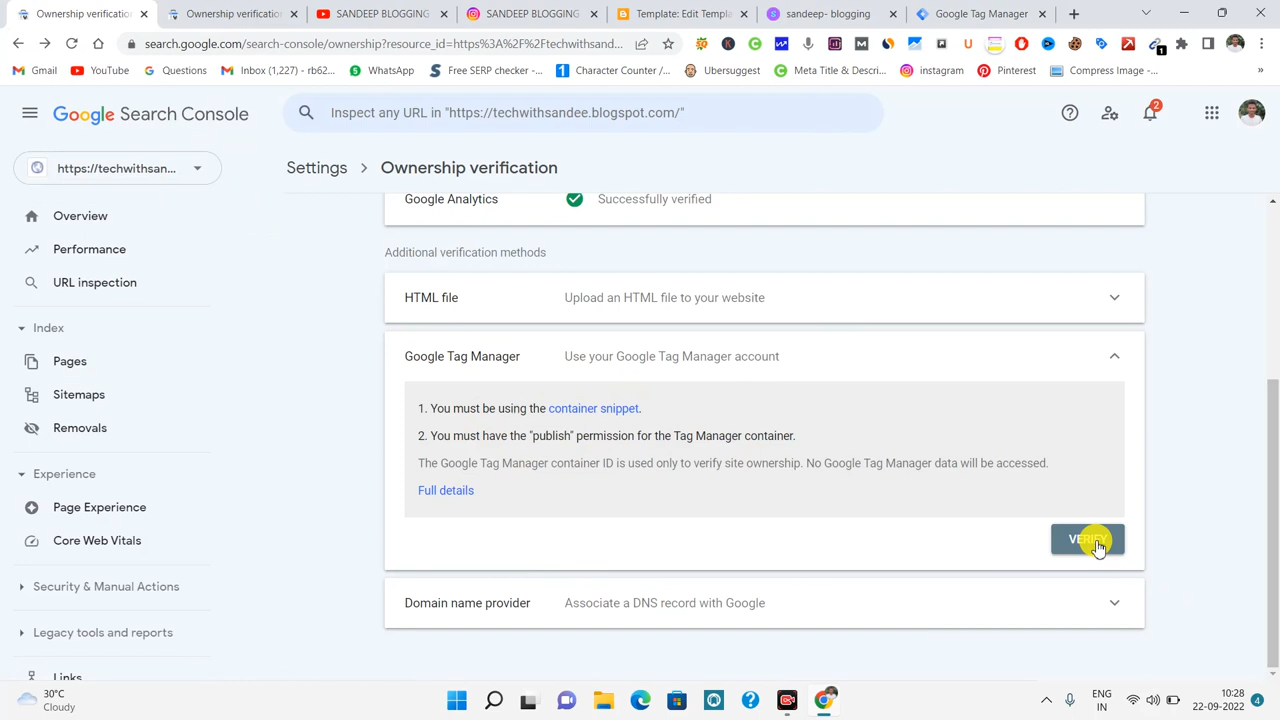 Ownership verificatio
Ownership verificatio
SANDEEP BLOGGING
SANDEEP BLOGGING
Template: Edit Templa
sandeep- blogging
Google Tag Manager
search.google.com/search-console/ownership?resource_id=https%3A%2F%2Ftechwithsand...
1
Gmail
YouTube
Questions
Inbox (1,227) - rb62...
WhatsApp
Free SERP checker -...
Character Counter /...
Ubersuggest
Meta Title & Descri...
instagram
Pinterest
Compress Image -...
»
Google Search Console
Inspect any URL in "https://techwithsandee.blogspot.com/"
2
https://techwithsan...
Settings
Ownership verification
Overview
Performance
URL inspection
Index
Pages
Sitemaps
Removals
Experience
Page Experience
Core Web Vitals
Security & Manual Actions
Legacy tools and reports
Links
Google Analytics
Successfully verified
Additional verification methods
HTML file
Upload an HTML file to your website
Google Tag Manager
Use your Google Tag Manager account
1. You must be using the container snippet.
2. You must have the "publish" permission for the Tag Manager container.
The Google Tag Manager container ID is used only to verify site ownership. No Google Tag Manager data will be accessed.
Full details
VERIFY
Domain name provider
Associate a DNS record with Google
30°C
Cloudy
ENG
IN
10:28
22-09-2022
4